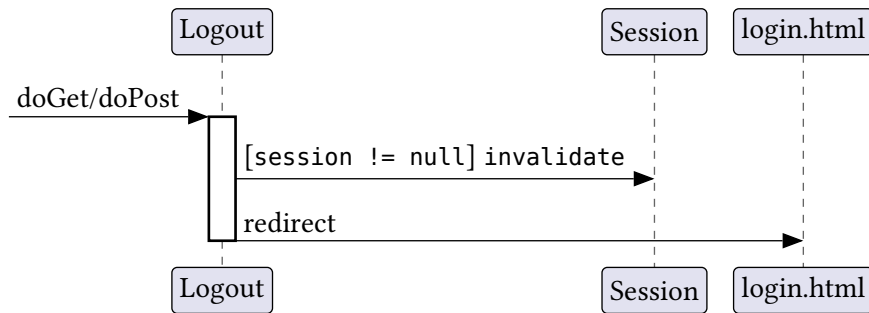 Logout Session login.html
doGet/doPost
[session != null] invalidate
redirect
Logout Session login.html